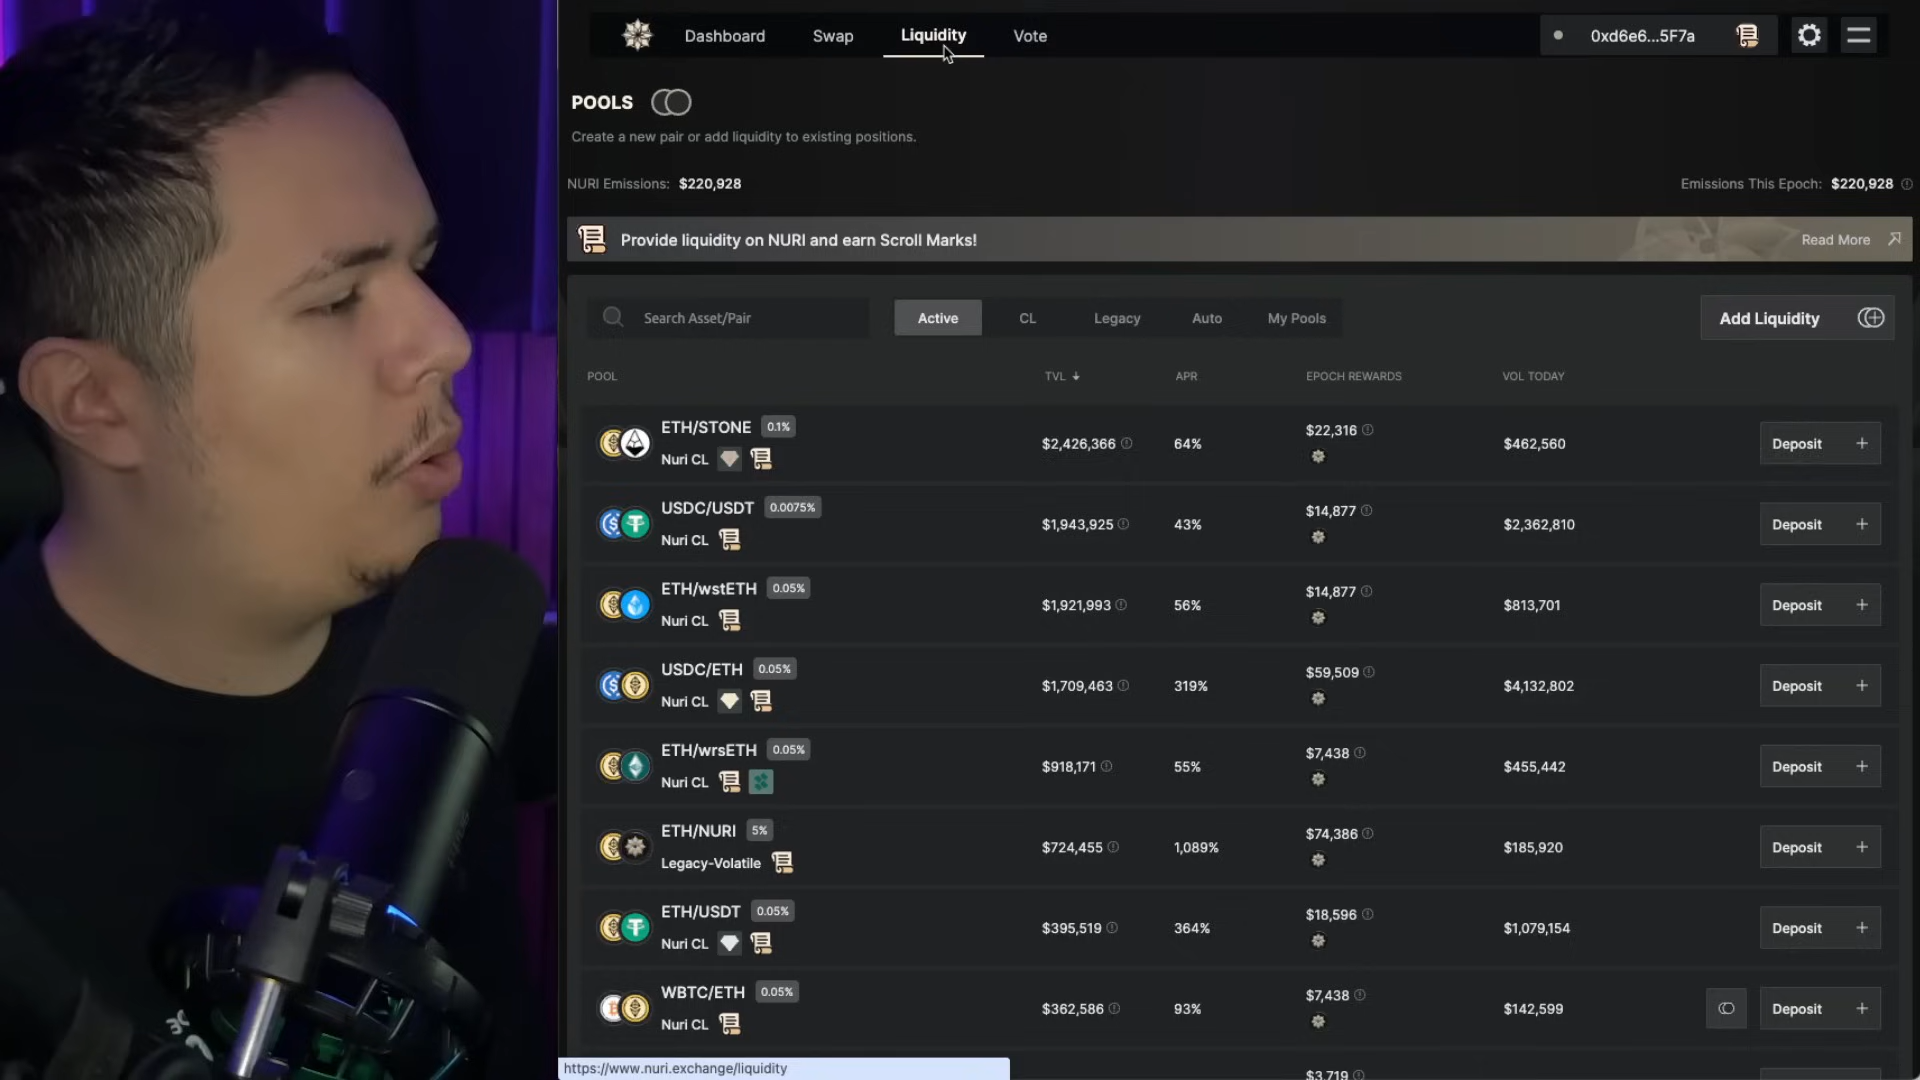 Dashboard Swap Liquidity Vote 0xd6e6...5F7a
POOLS
Create a new pair or add liquidity to existing positions.
NURI Emissions: $220,928 Emissions This Epoch: $220,928
Provide liquidity on NURI and earn Scroll Marks! Read More
Search Asset/Pair Active CL Legacy Auto My Pools Add Liquidity
POOL TVL APR EPOCH REWARDS VOL TODAY
ETH/STONE 0.1%
Nuri CL
$2,426,366 64% $22,316 $462,560 Deposit +
USDC/USDT 0.0075%
Nuri CL
$1,943,925 43% $14,877 $2,362,810 Deposit +
ETH/wstETH 0.05%
Nuri CL
$1,921,993 56% $14,877 $813,701 Deposit +
USDC/ETH 0.05%
Nuri CL
$1,709,463 319% $59,509 $4,132,802 Deposit +
ETH/wrsETH 0.05%
Nuri CL
$918,171 55% $7,438 $455,442 Deposit +
ETH/NURI 5%
Legacy-Volatile
$724,455 1,089% $74,386 $185,920 Deposit +
ETH/USDT 0.05%
Nuri CL
$395,519 364% $18,596 $1,079,154 Deposit +
WBTC/ETH 0.05%
Nuri CL
$362,586 93% $7,438 $142,599 Deposit +
$3,719
https://www.nuri.exchange/liquidity